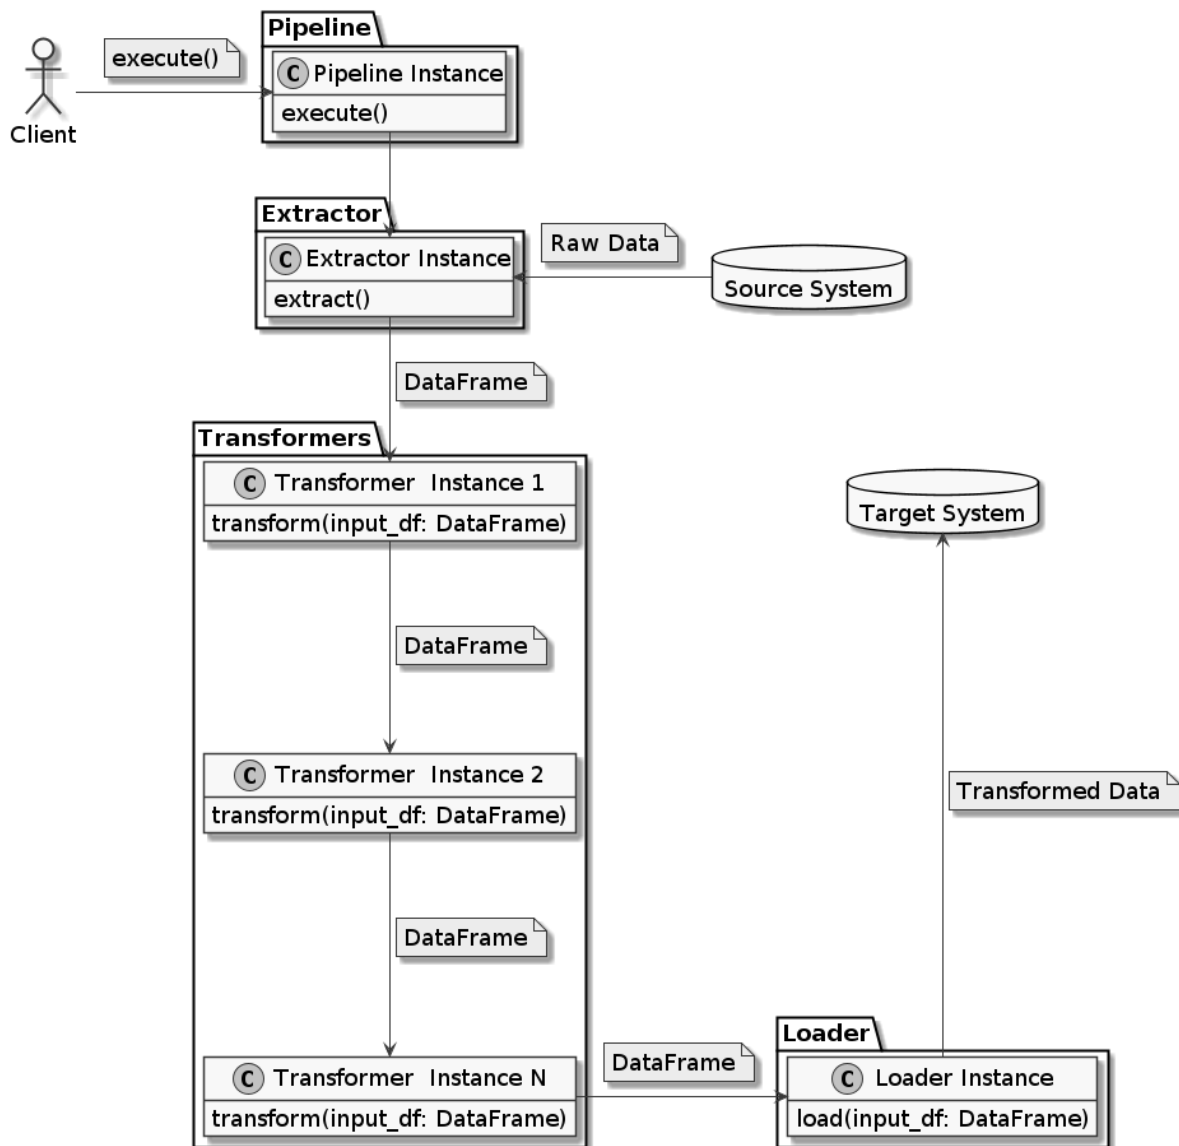 Pipeline
execute()
C Pipeline Instance
execute()
Client
Extractor
Raw Data
C Extractor Instance
extract()
Source System
DataFrame
Transformers
C Transformer Instance 1
transform(input_df: DataFrame)
Target System
DataFrame
C Transformer Instance 2
transform(input_df: DataFrame)
Transformed Data
DataFrame
Loader
DataFrame
C Transformer Instance N
transform(input_df: DataFrame)
C Loader Instance
load(input_df: DataFrame)